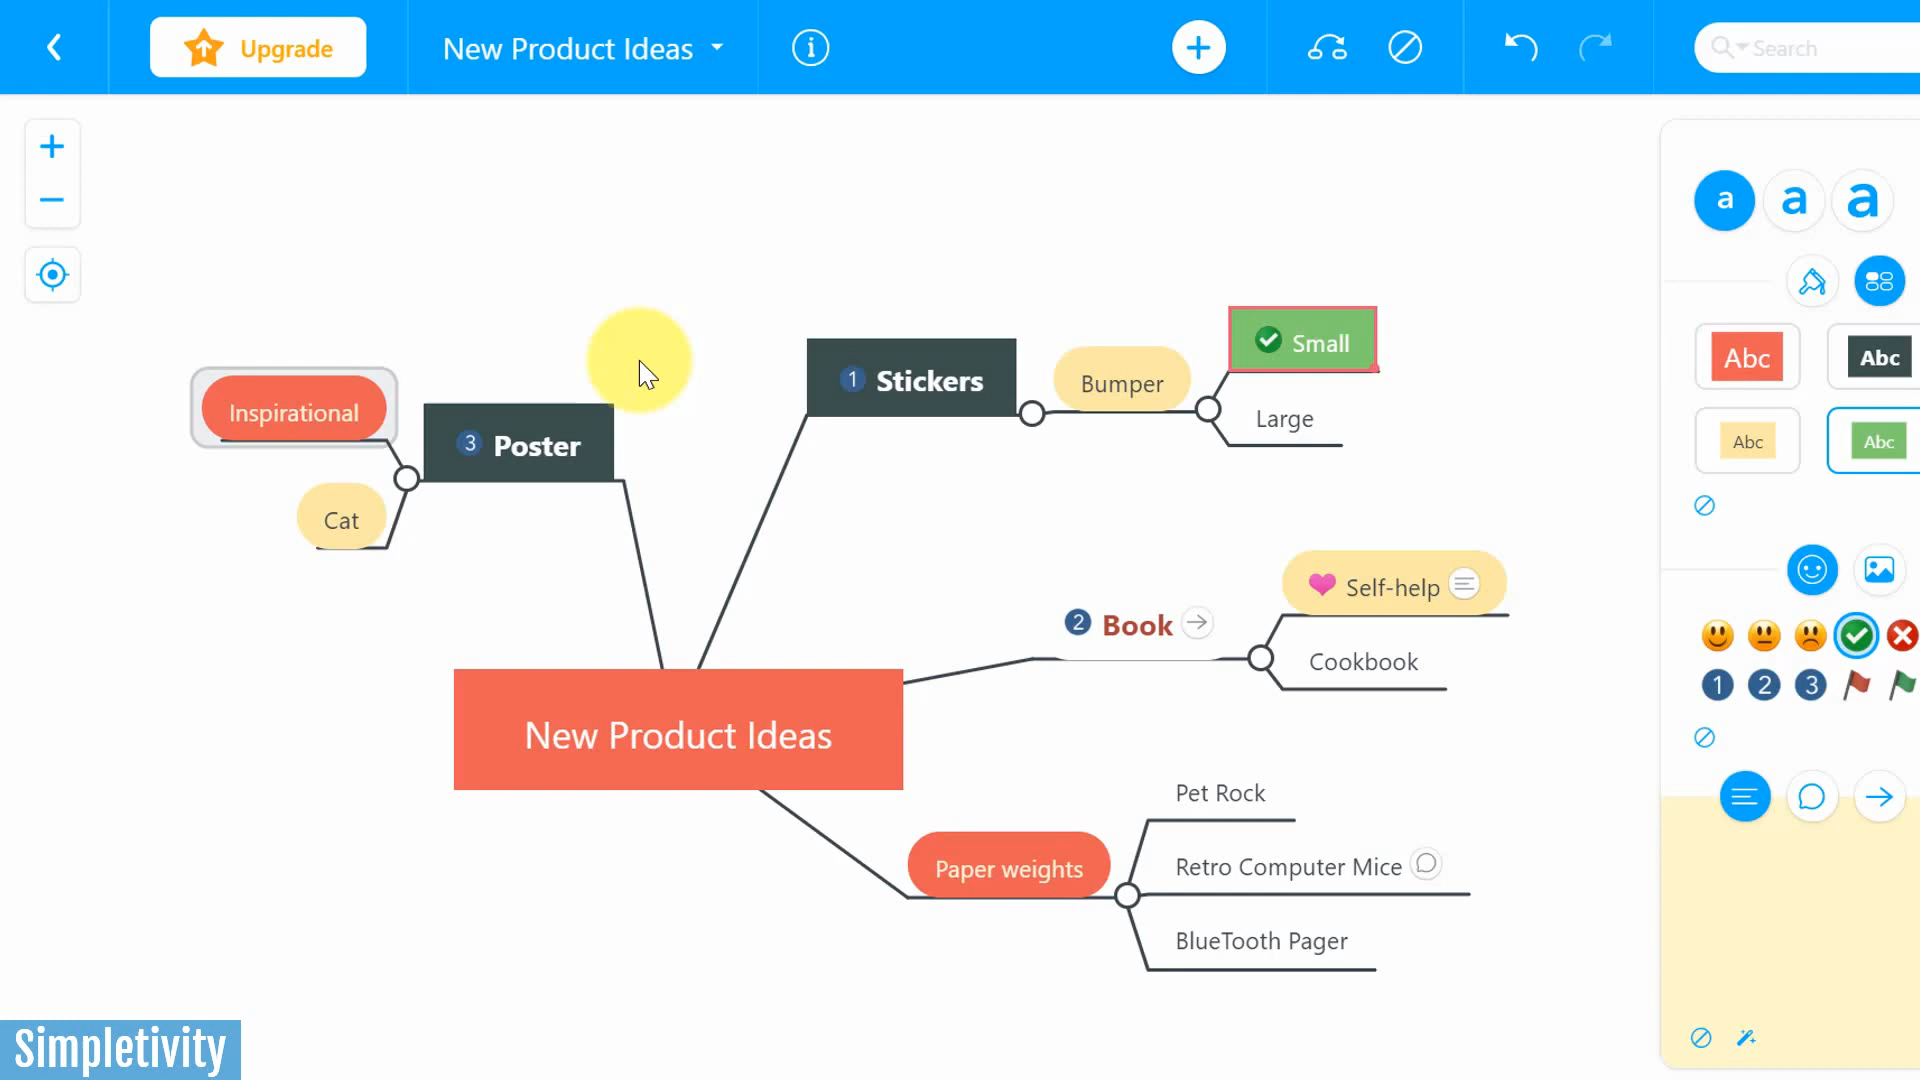 Upgrade
New Product Ideas
Search
a a a
Abc Abc
Abc Abc
Small
1 Stickers
Bumper
Large
Inspirational
3 Poster
Cat
Self-help
2 Book
Cookbook
1 2 3
New Product Ideas
Pet Rock
Paper weights
Retro Computer Mice
BlueTooth Pager
Simpletivity